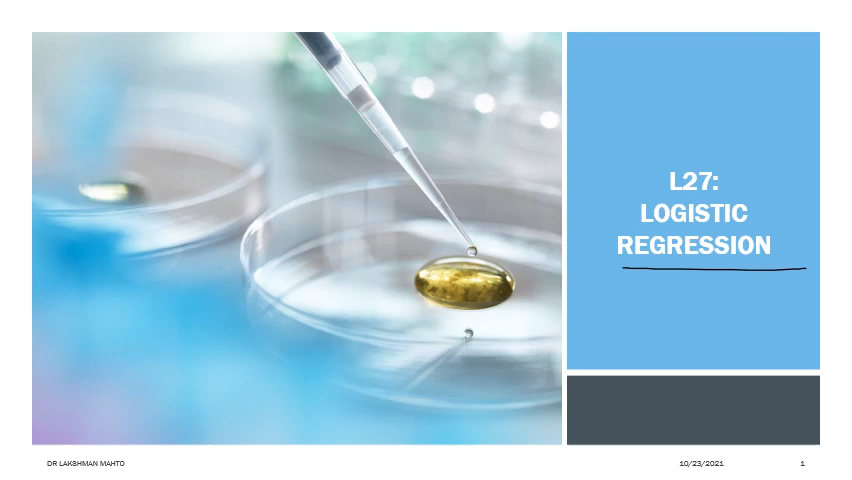 L27:
LOGISTIC
REGRESSION
DR LAKSHMAN MAHTO
10/23/2021
1